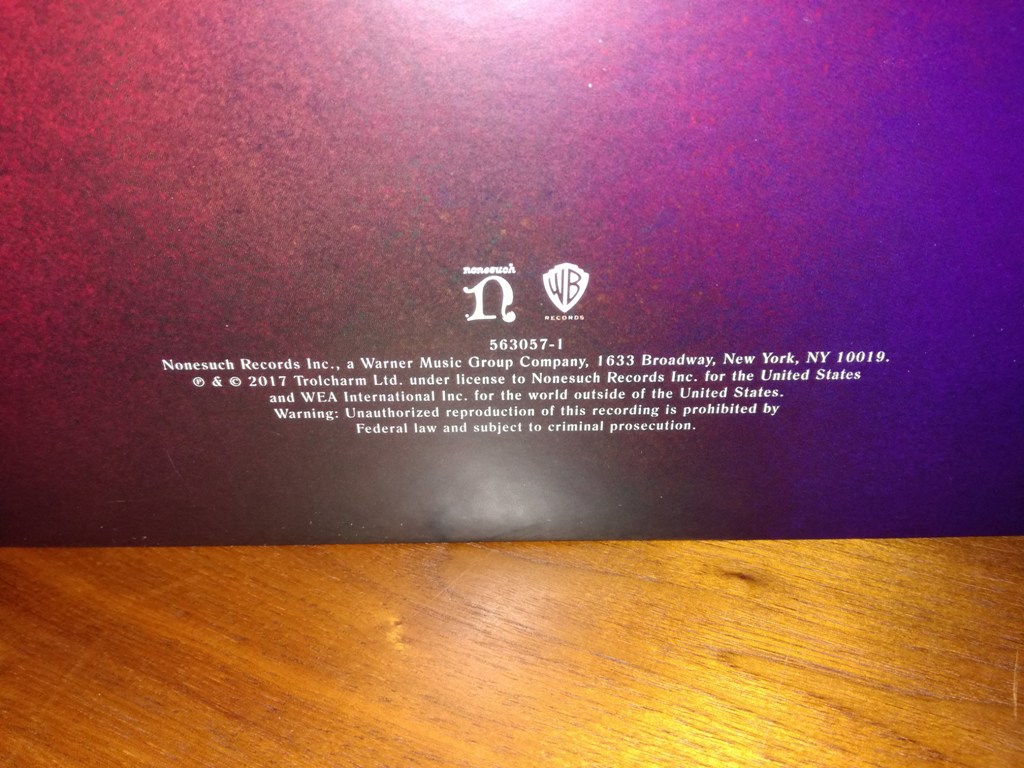 nonesuch
n
WB
RECORDS
563057-1
Nonesuch Records Inc., a Warner Music Group Company, 1633 Broadway, New York, NY 10019.
℗ & © 2017 Trolcharm Ltd. under license to Nonesuch Records Inc. for the United States
and WEA International Inc. for the world outside of the United States.
Warning: Unauthorized reproduction of this recording is prohibited by
Federal law and subject to criminal prosecution.